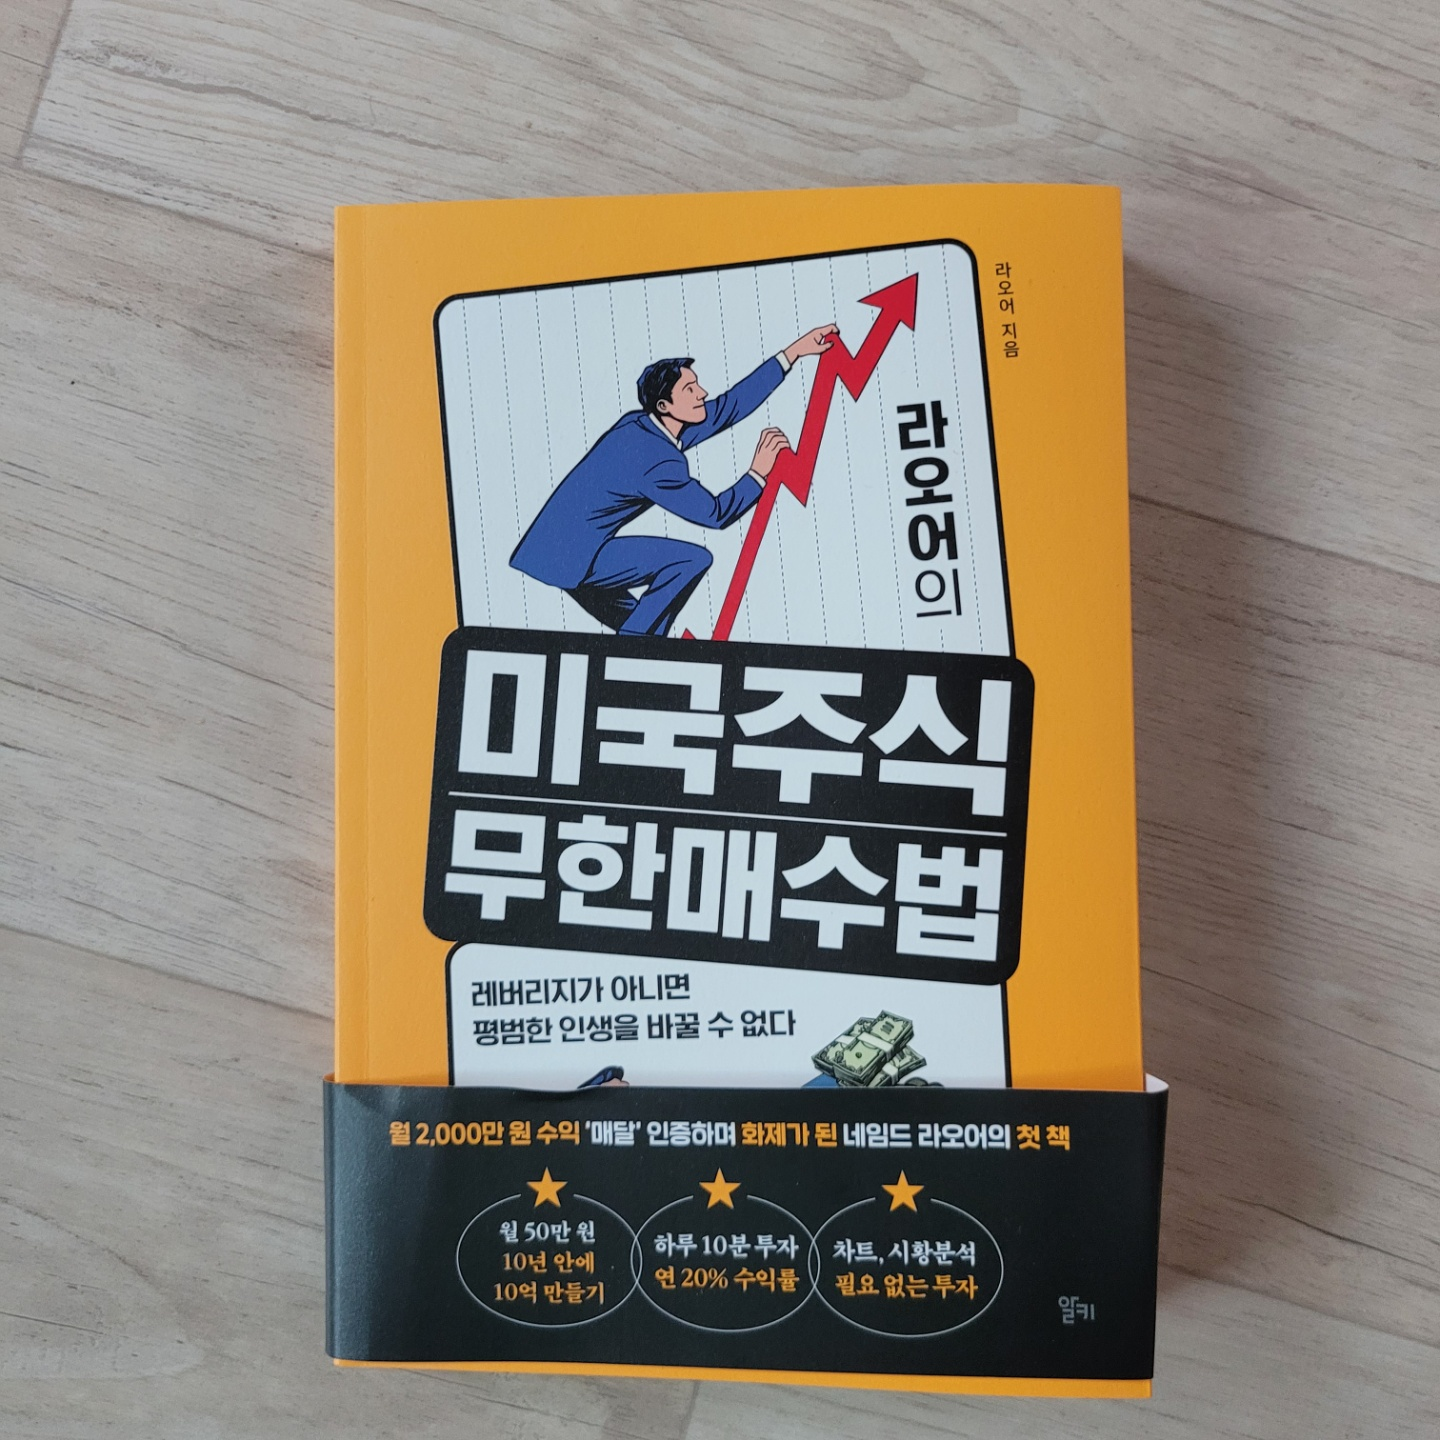 라오어 지음
라오어의
미국주식
무한매수법
레버리지가 아니면
평범한 인생을 바꿀 수 없다
월 2,000만 원 수익 '매달' 인증하며 화제가 된 네임드 라오어의 첫 책
월 50만 원
10년 안에
10억 만들기
하루 10분 투자
연 20% 수익률
차트, 시황분석
필요 없는 투자
알키